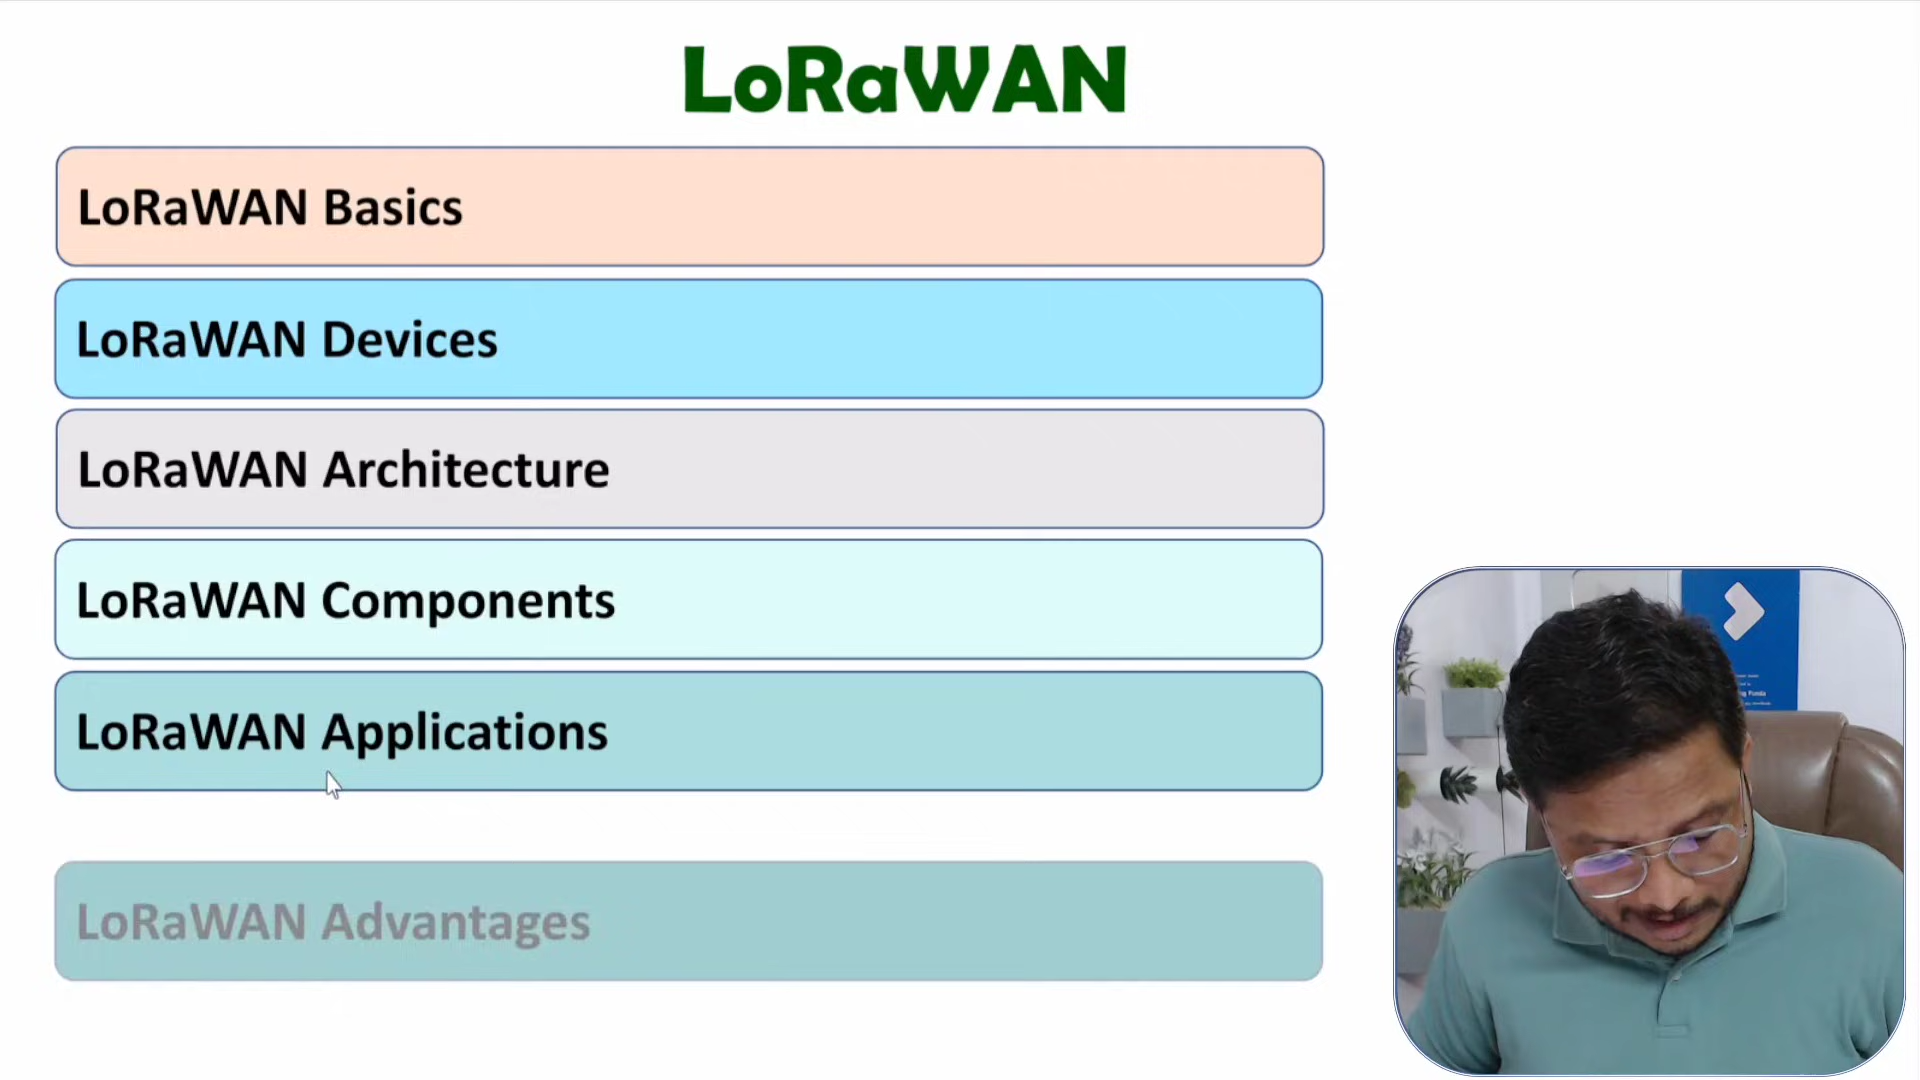 LoRaWAN
LoRaWAN Basics
LoRaWAN Devices
LoRaWAN Architecture
LoRaWAN Components
LoRaWAN Applications
LoRaWAN Advantages